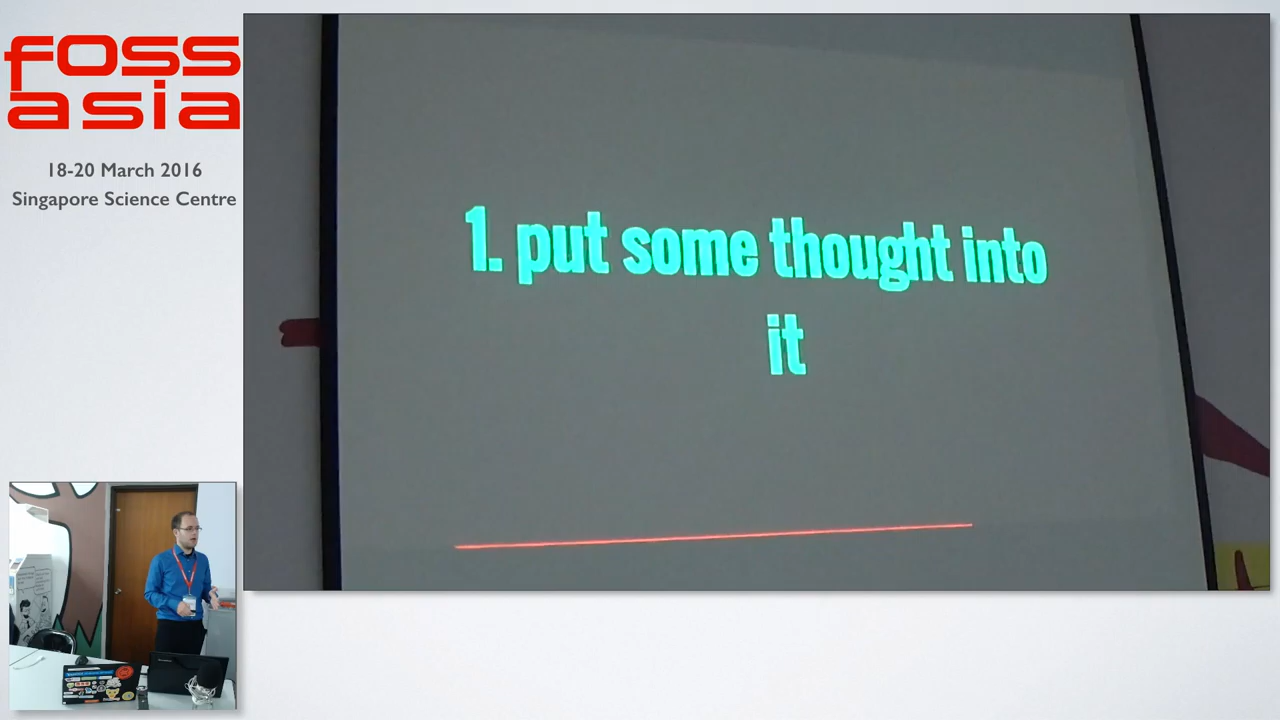 foss
asia
18-20 March 2016
Singapore Science Centre
1. put some thought into
it